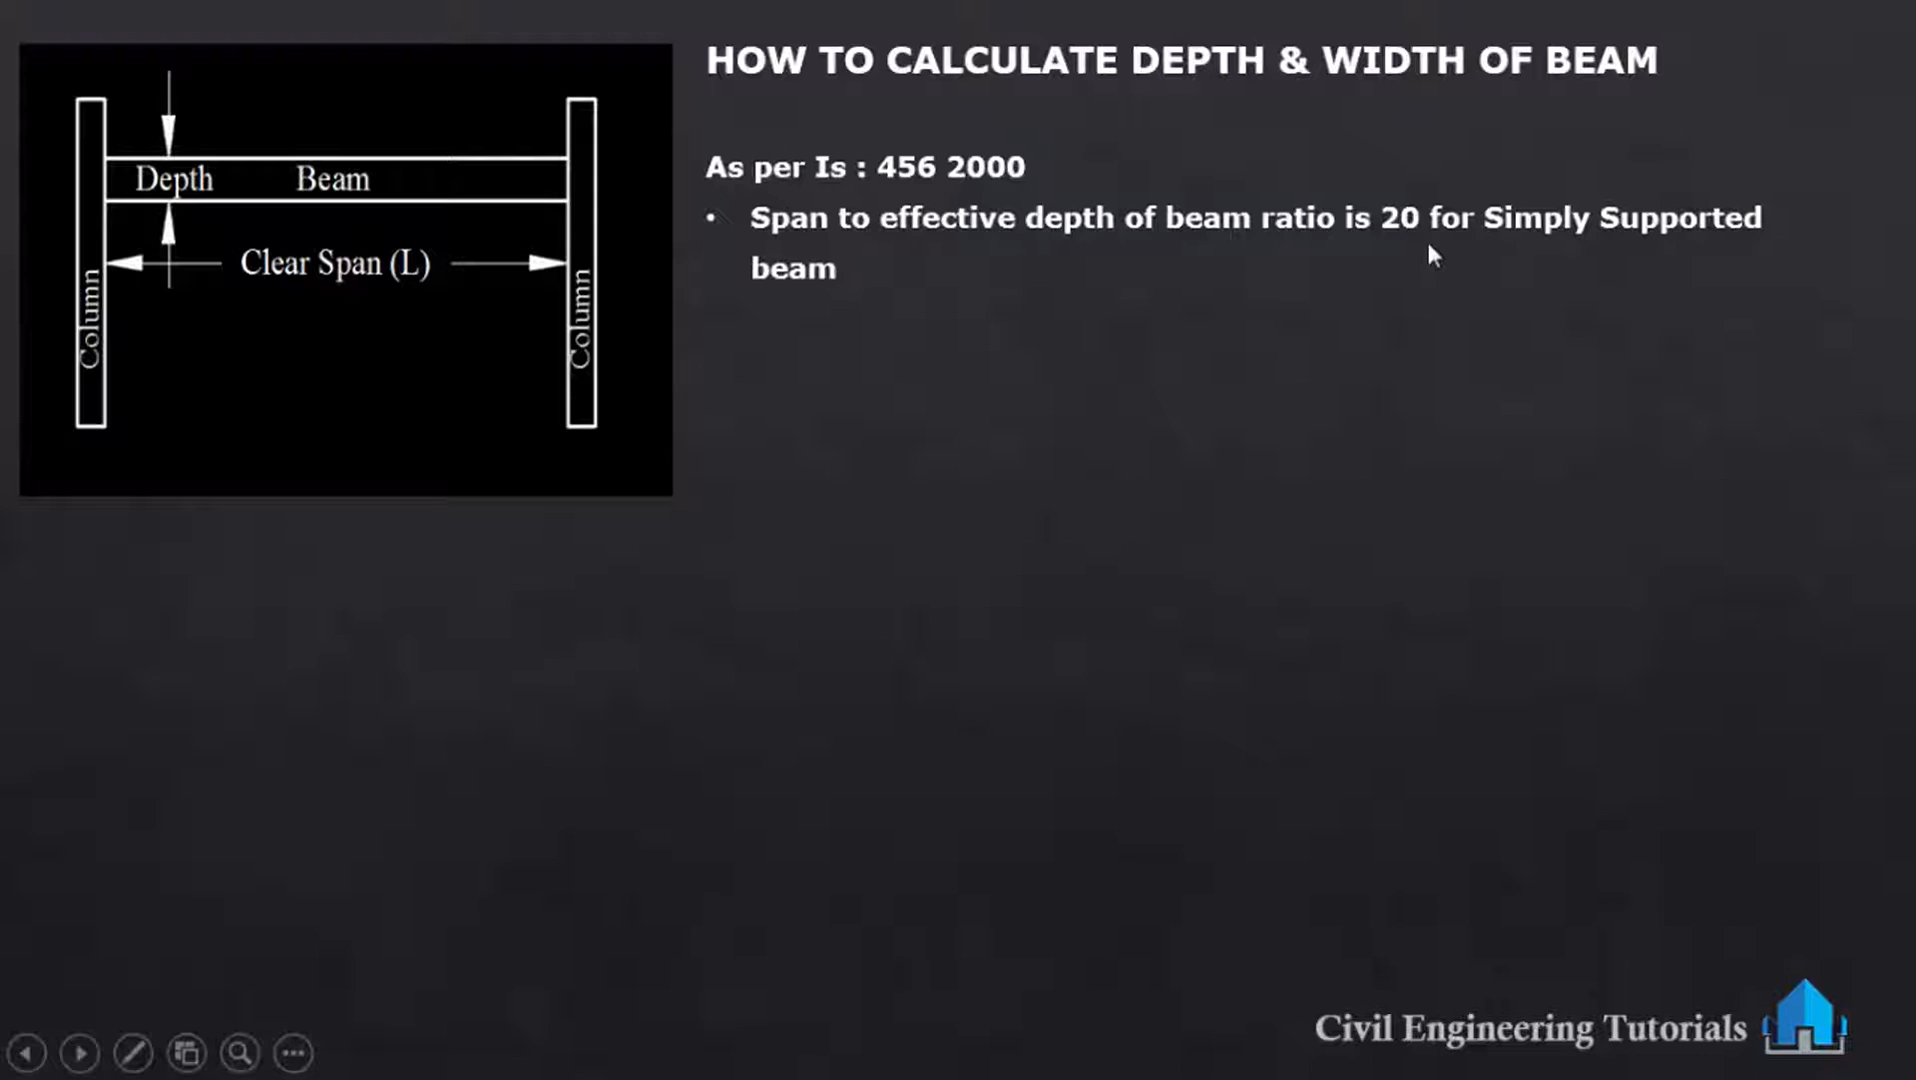 HOW TO CALCULATE DEPTH & WIDTH OF BEAM
As per Is : 456 2000
• Span to effective depth of beam ratio is 20 for Simply Supported
beam
Depth
Beam
Clear Span (L)
Column
Column
Civil Engineering Tutorials